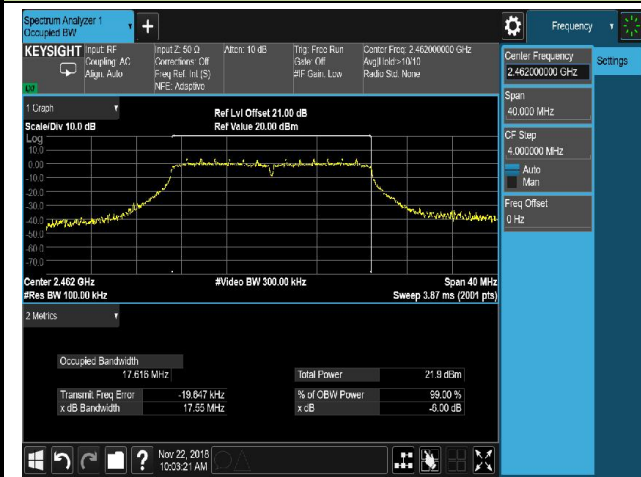 Spectrum Analyzer 1
Occupied BW
Frequency
KEYSIGHT
Input: RF
Coupling: AC
Align: Auto
Input Z: 50 Ω
Corrections: Off
Freq Ref: Int (S)
NFE: Adaptive
Atten: 10 dB
Trig: Free Run
Gate: Off
#IF Gain: Low
Center Freq: 2.462000000 GHz
Avg|Hold:>10/10
Radio Std: None
Center Frequency
2.462000000 GHz
Settings
Span
40.000 MHz
CF Step
4.000000 MHz
Auto
Man
Freq Offset
0 Hz
1 Graph
Scale/Div 10.0 dB
Ref Lvl Offset 21.00 dB
Ref Value 20.00 dBm
Log
10.0
0.00
-10.0
-20.0
-30.0
-40.0
-50.0
-60.0
-70.0
Center 2.462 GHz
#Res BW 100.00 kHz
#Video BW 300.00 kHz
Span 40 MHz
Sweep 3.87 ms (2001 pts)
2 Metrics
Occupied Bandwidth
17.616 MHz
Total Power 21.9 dBm
Transmit Freq Error -19.647 kHz
% of OBW Power 99.00 %
x dB Bandwidth 17.55 MHz
x dB -6.00 dB
Nov 22, 2018
10:03:21 AM